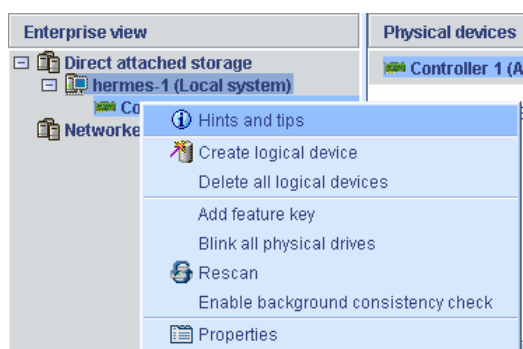 Enterprise view
Physical devices
Direct attached storage
hermes-1 (Local system)
Controller 1 (A
Co
Networke
Hints and tips
Create logical device
Delete all logical devices
Add feature key
Blink all physical drives
Rescan
Enable background consistency check
Properties